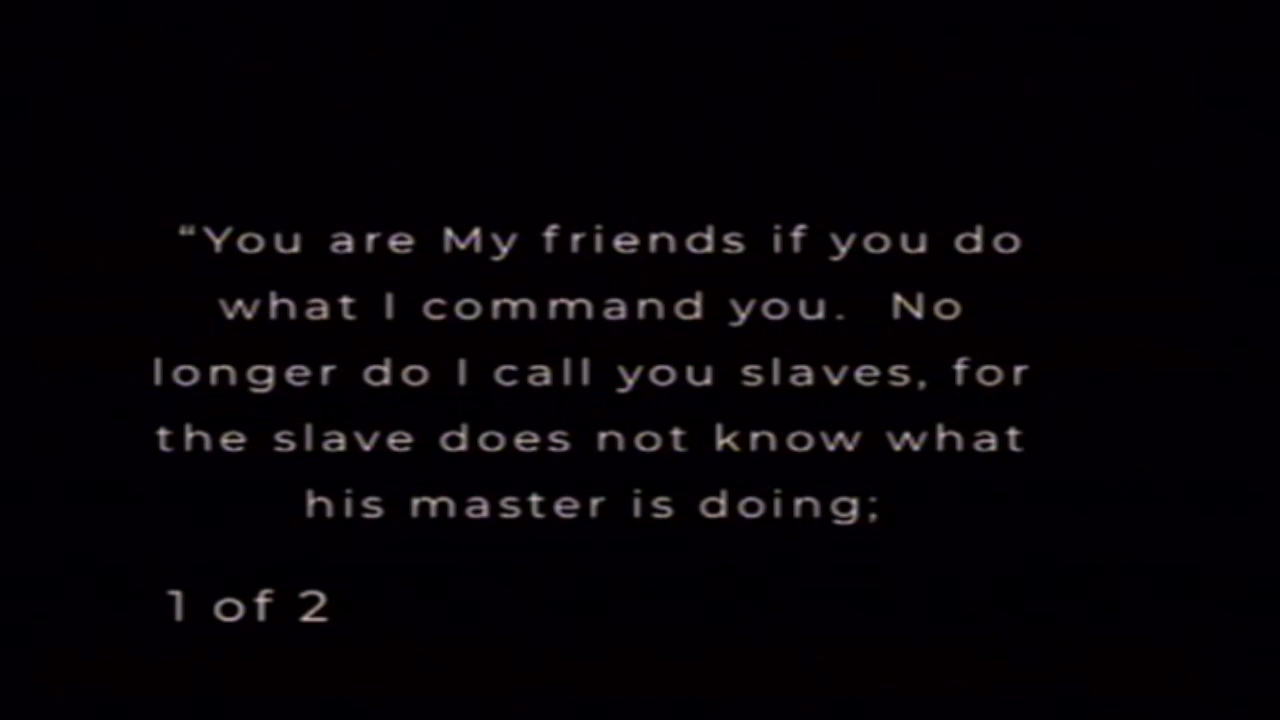 “You are My friends if you do
what I command you.  No
longer do I call you slaves, for
the slave does not know what
his master is doing;
1 of 2